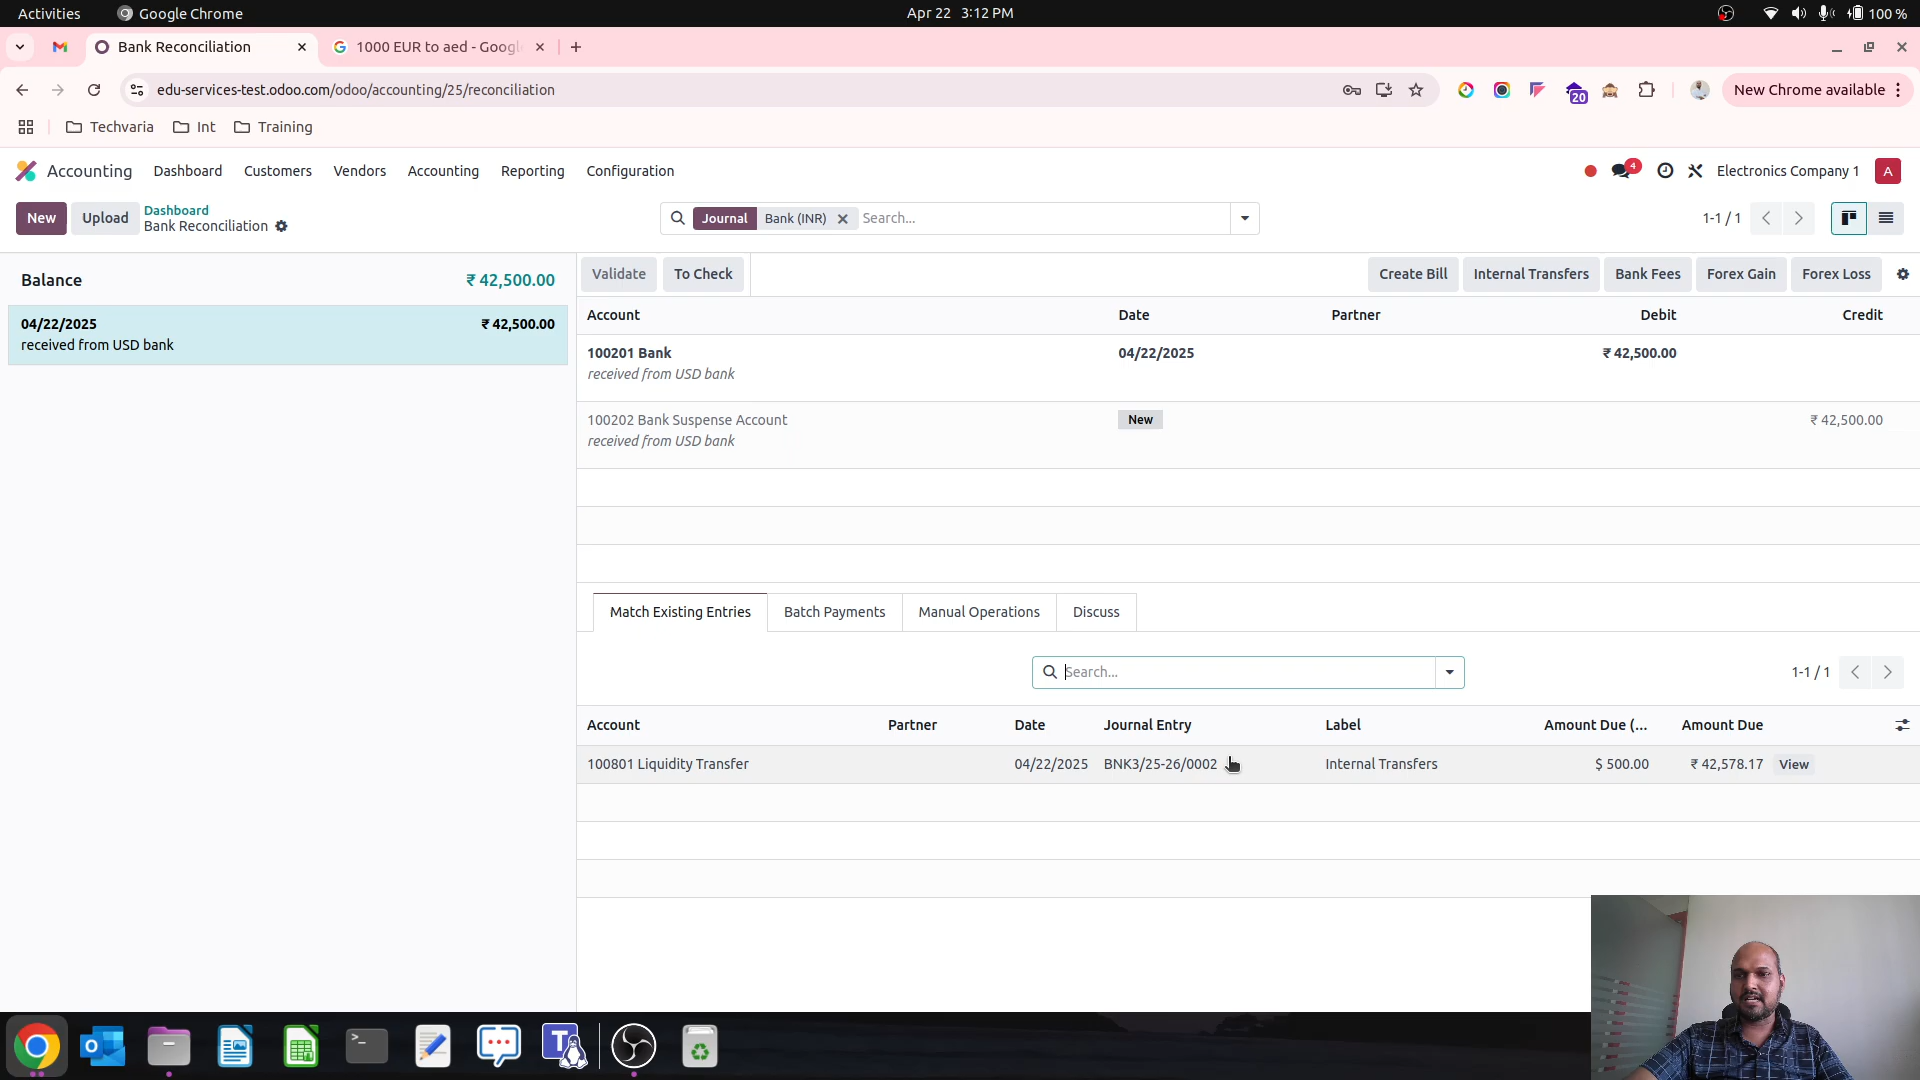 Activities Google Chrome Apr 22 3:12 PM 100 %
Bank Reconciliation 1000 EUR to aed - Googl
edu-services-test.odoo.com/odoo/accounting/25/reconciliation 20 New Chrome available
Techvaria Int Training
Accounting Dashboard Customers Vendors Accounting Reporting Configuration 4 Electronics Company 1 A
New Upload Dashboard
Bank Reconciliation
Journal Bank (INR) Search... 1-1 / 1
Balance ₹ 42,500.00
04/22/2025 ₹ 42,500.00
received from USD bank
Validate To Check Create Bill Internal Transfers Bank Fees Forex Gain Forex Loss
Account Date Partner Debit Credit
100201 Bank 04/22/2025 ₹ 42,500.00
received from USD bank
100202 Bank Suspense Account New ₹ 42,500.00
received from USD bank
Match Existing Entries Batch Payments Manual Operations Discuss
Search... 1-1 / 1
Account Partner Date Journal Entry Label Amount Due (... Amount Due
100801 Liquidity Transfer 04/22/2025 BNK3/25-26/0002 Internal Transfers $ 500.00 ₹ 42,578.17 View